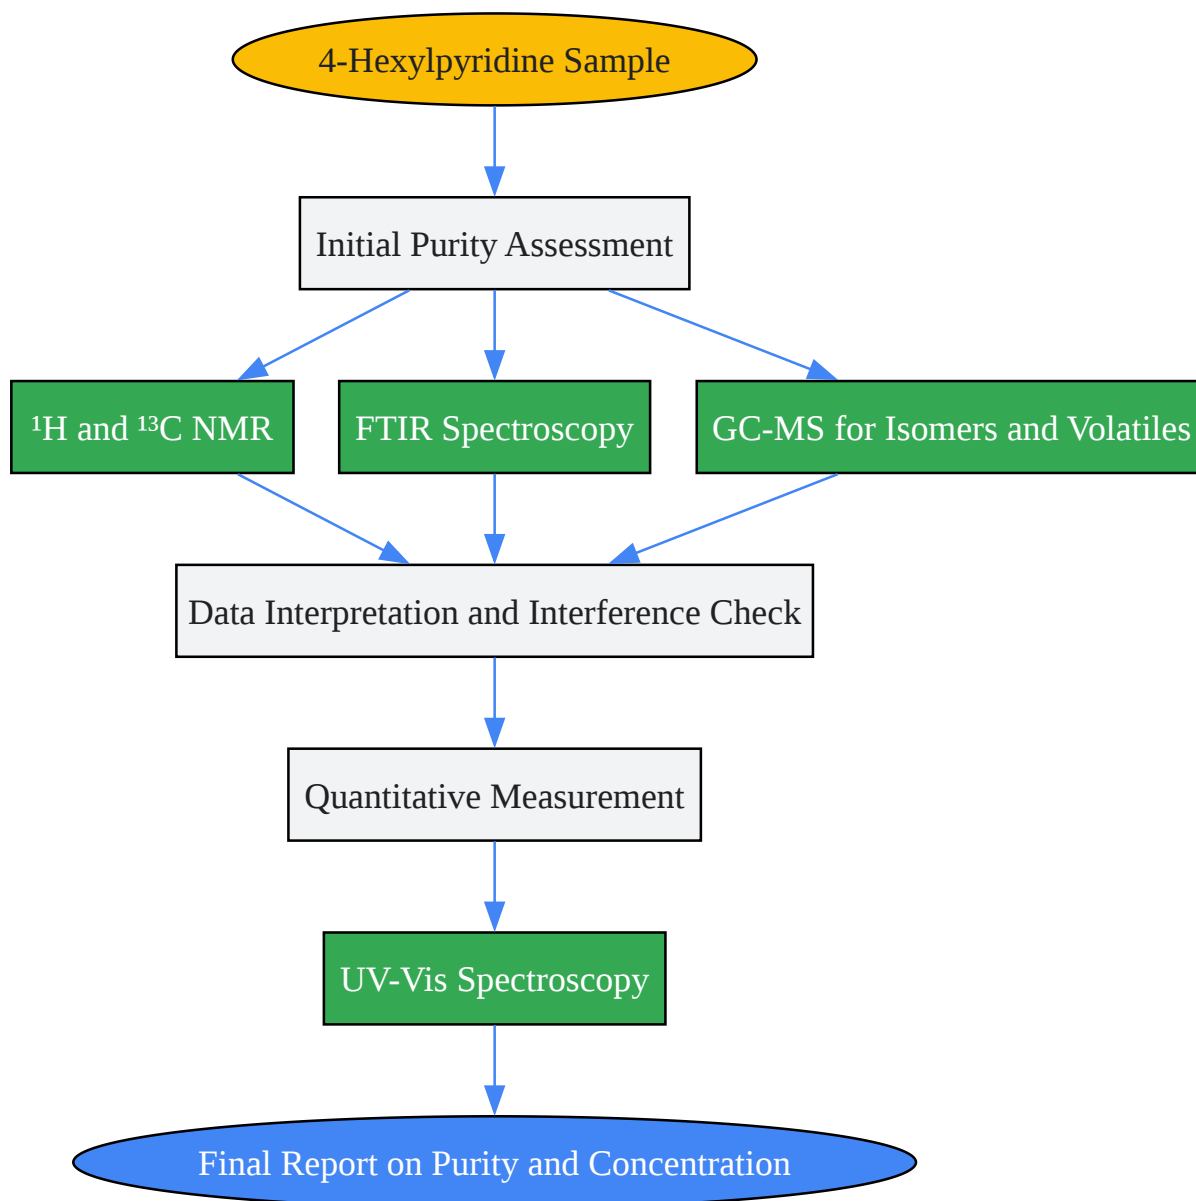 4-Hexylpyridine Sample
Initial Purity Assessment
¹H and ¹³C NMR
FTIR Spectroscopy
GC-MS for Isomers and Volatiles
Data Interpretation and Interference Check
Quantitative Measurement
UV-Vis Spectroscopy
Final Report on Purity and Concentration